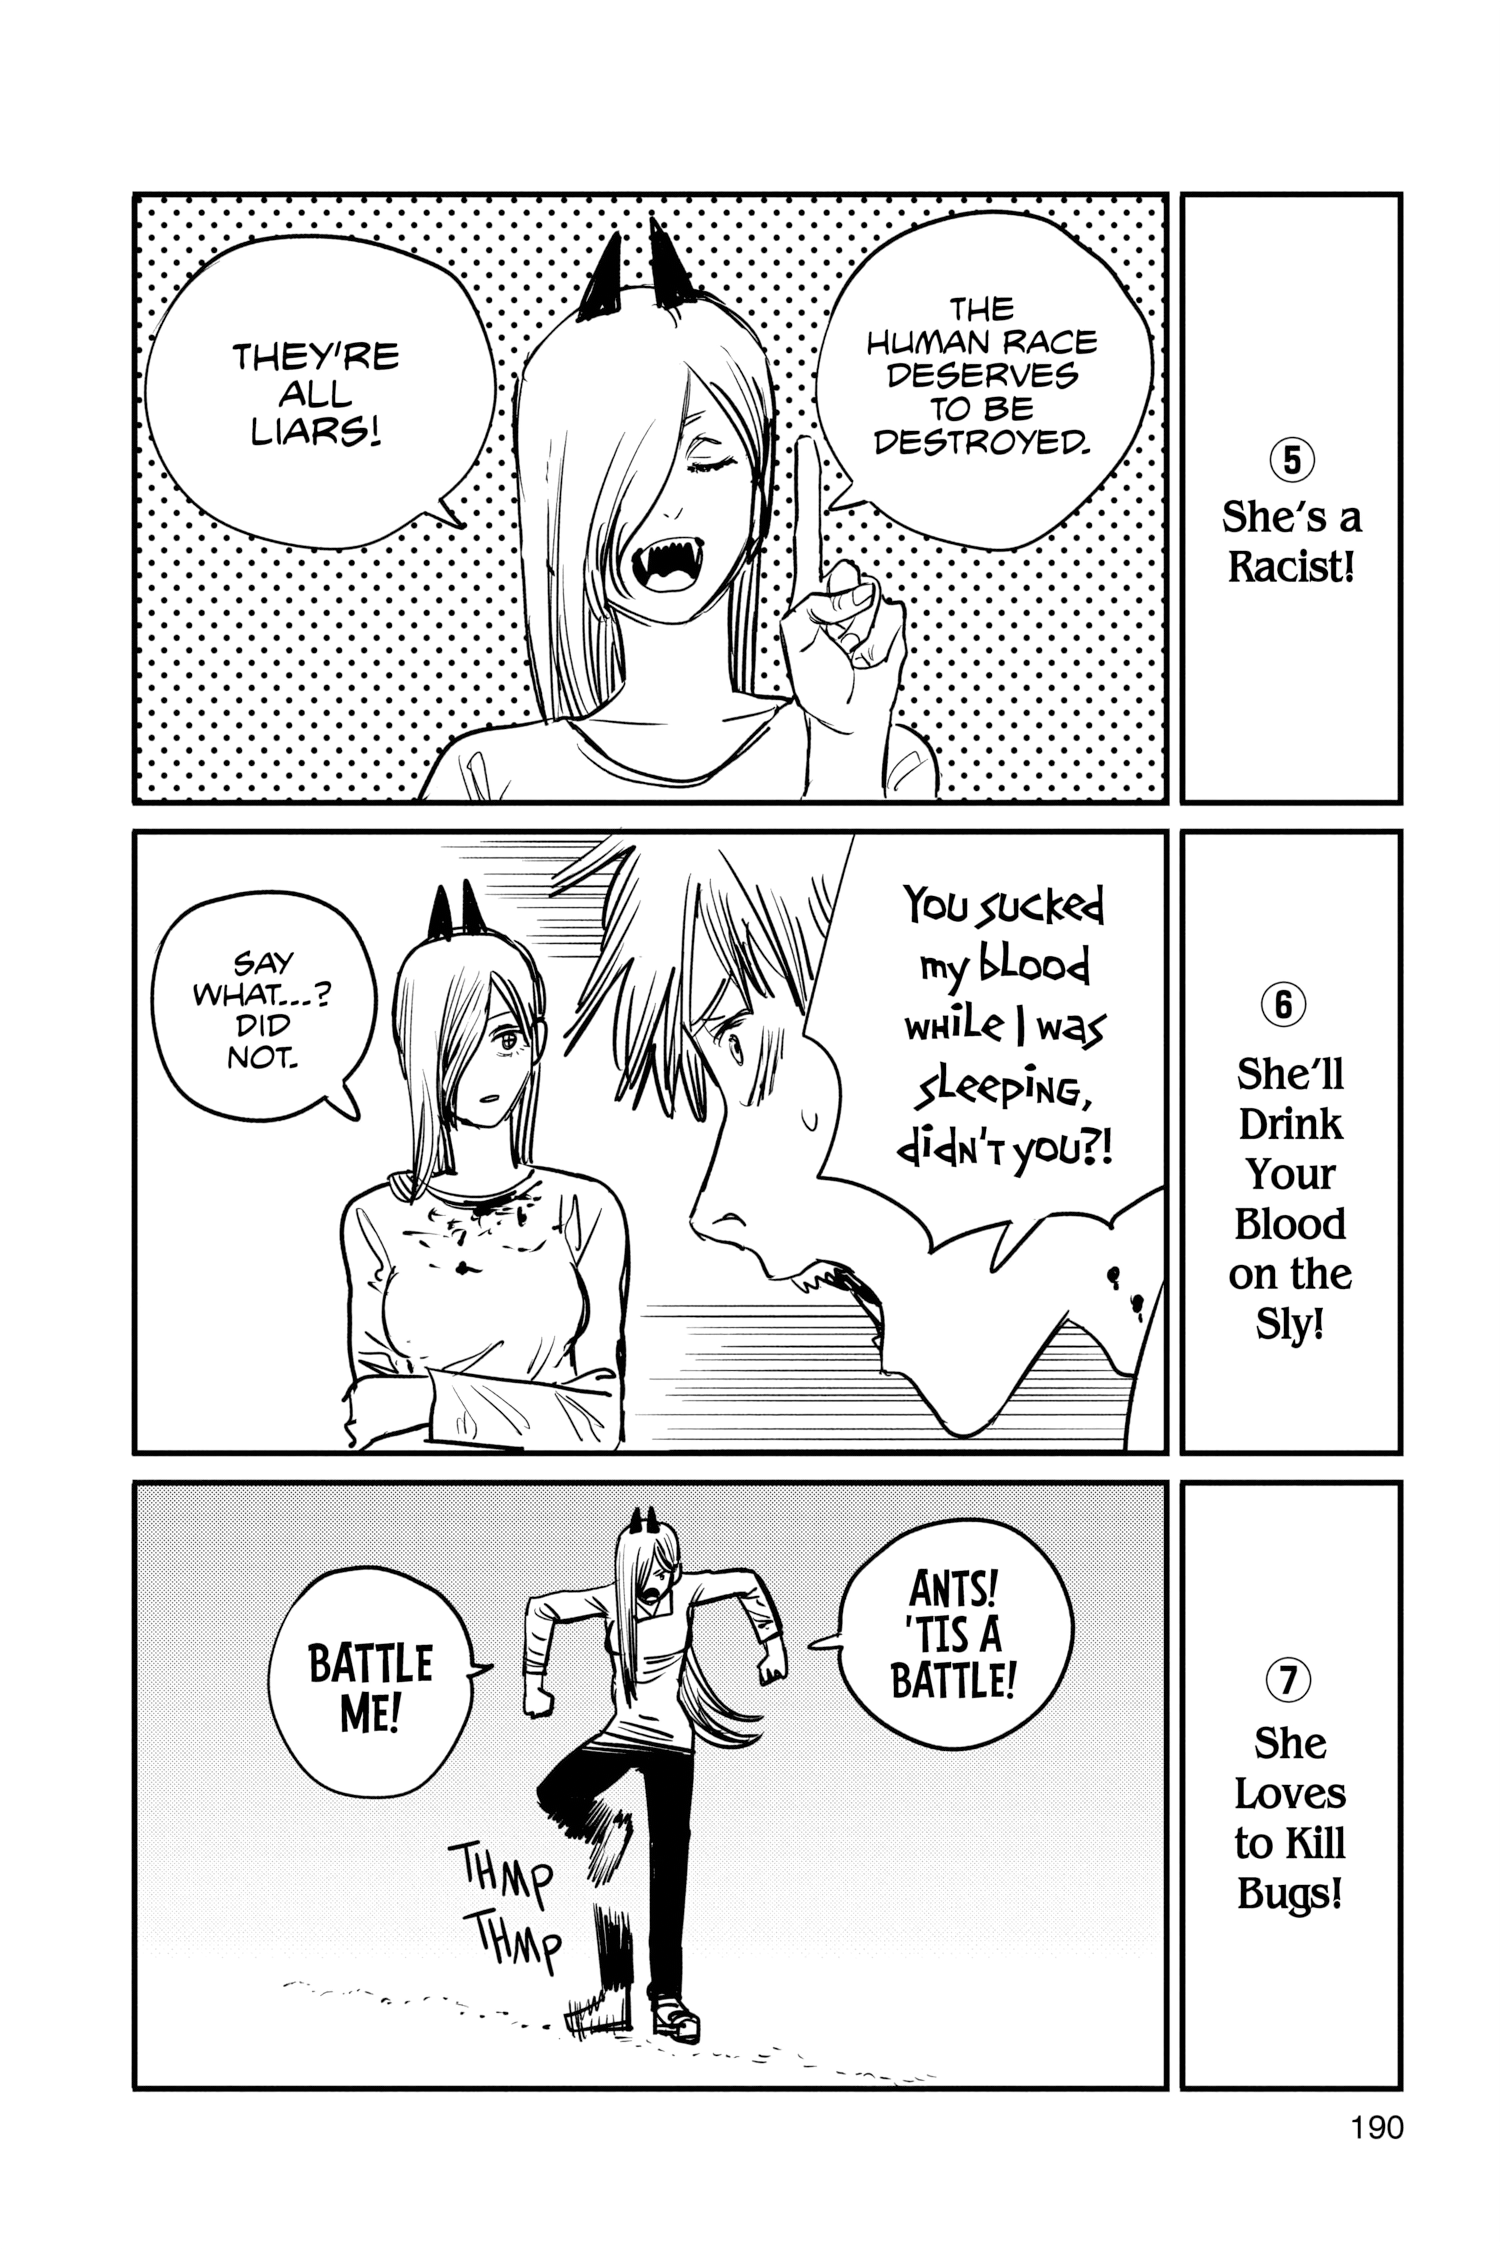 5
She's a
Racist!
THE
HUMAN RACE
DESERVES
TO BE
DESTROYED.
THEY'RE
ALL
LIARS!
6
She'll
Drink
Your
Blood
on the
Sly!
You sucked
my blood
while I was
sleeping,
didn't you?!
SAY
WHAT...?
DID
NOT.
7
She
Loves
to Kill
Bugs!
ANTS!
'TIS A
BATTLE!
BATTLE
ME!
THMP
THMP
190